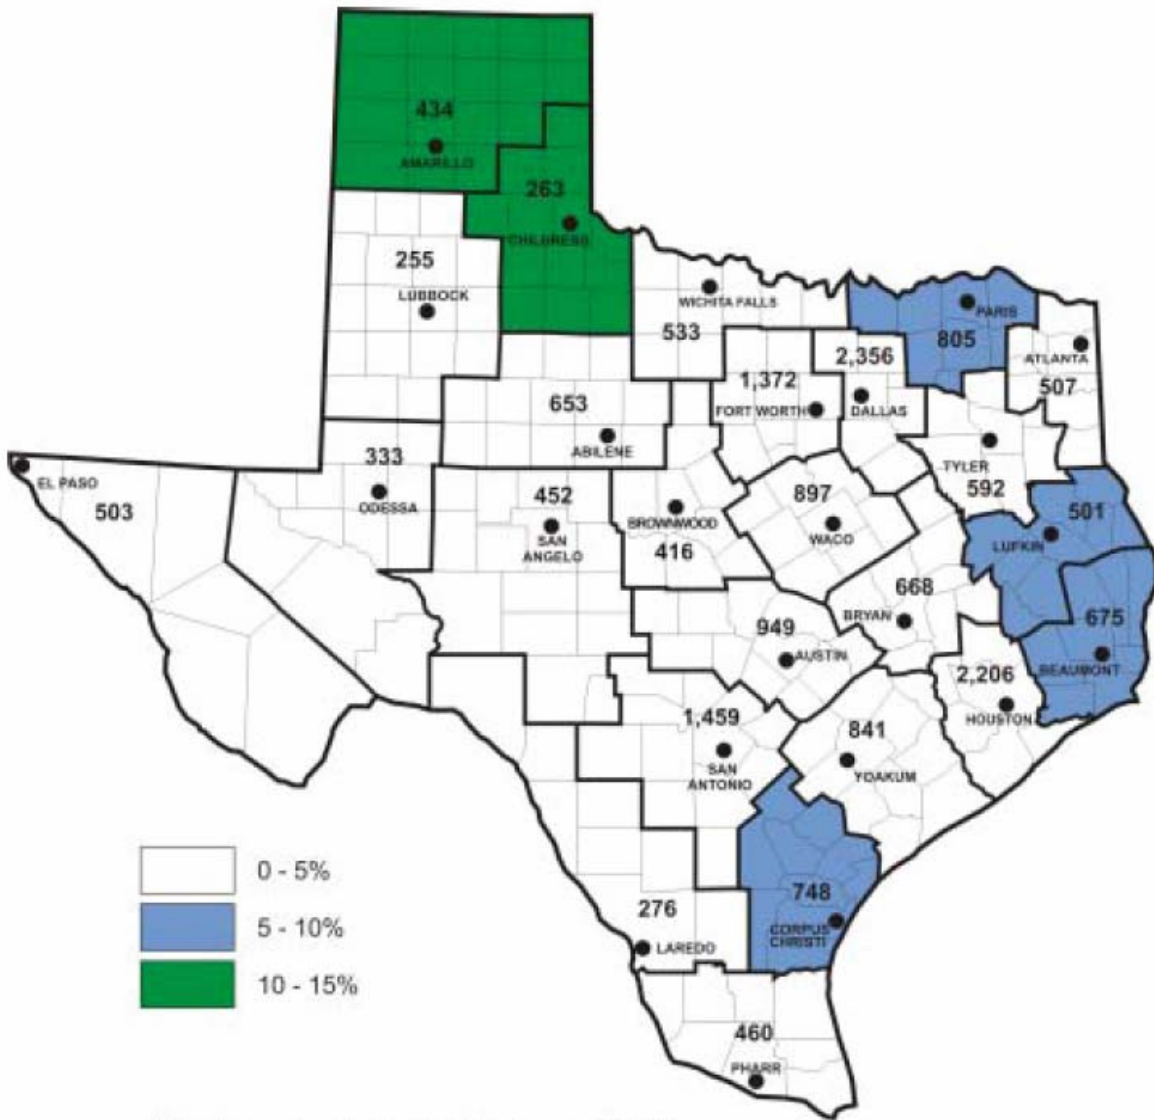 434
AMARILLO
263
CHILDRESS
255
LUBBOCK
WICHITA FALLS
533
PARIS
805
ATLANTA
507
2,356
DALLAS
1,372
FORT WORTH
653
ABILENE
TYLER
592
EL PASO
503
333
ODESSA
452
SAN
ANGELO
BROWNWOOD
416
897
WACO
501
LUFKIN
668
BRYAN
675
BEAUMONT
949
AUSTIN
2,206
HOUSTON
1,459
SAN
ANTONIO
841
YOAKUM
748
CORPUS
CHRISTI
276
LAREDO
460
PHARR
0 - 5%
5 - 10%
10 - 15%